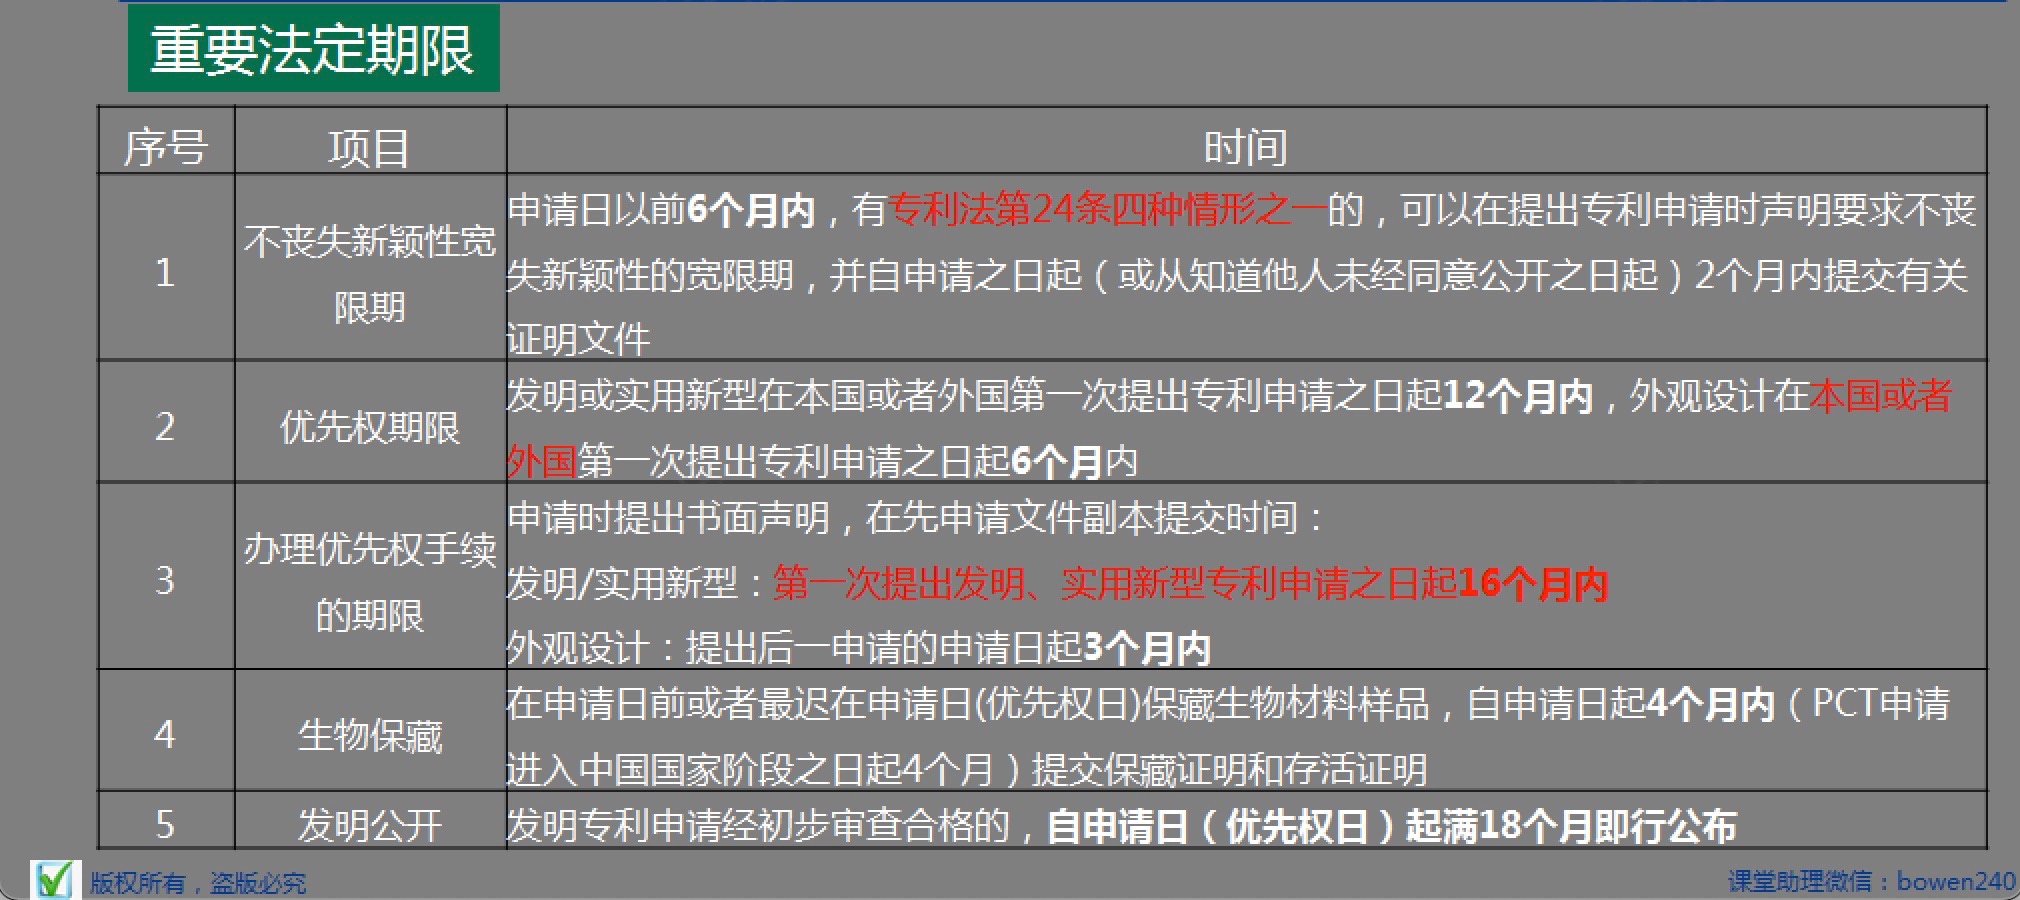 重要法定期限
序号 项目 时间
1 不丧失新颖性宽限期 申请日以前6个月内，有专利法第24条四种情形之一的，可以在提出专利申请时声明要求不丧
失新颖性的宽限期，并自申请之日起（或从知道他人未经同意公开之日起）2个月内提交有关
证明文件
2 优先权期限 发明或实用新型在本国或者外国第一次提出专利申请之日起12个月内，外观设计在本国或者
外国第一次提出专利申请之日起6个月内
3 办理优先权手续的期限 申请时提出书面声明，在先申请文件副本提交时间：
发明/实用新型：第一次提出发明、实用新型专利申请之日起16个月内
外观设计：提出后一申请的申请日起3个月内
4 生物保藏 在申请日前或者最迟在申请日(优先权日)保藏生物材料样品，自申请日起4个月内（PCT申请
进入中国国家阶段之日起4个月）提交保藏证明和存活证明
5 发明公开 发明专利申请经初步审查合格的，自申请日（优先权日）起满18个月即行公布
版权所有，盗版必究
课堂助理微信：bowen240